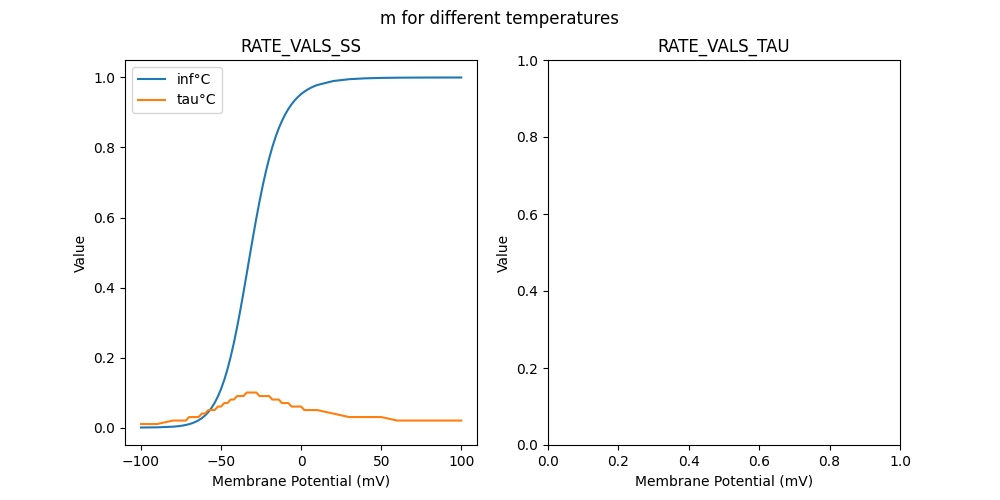 m for different temperatures
RATE_VALS_SS
RATE_VALS_TAU
inf°C
tau°C
Value
1.0
0.8
0.6
0.4
0.2
0.0
−100
−50
0
50
100
Membrane Potential (mV)
Value
1.0
0.8
0.6
0.4
0.2
0.0
0.0
0.2
0.4
0.6
0.8
1.0
Membrane Potential (mV)